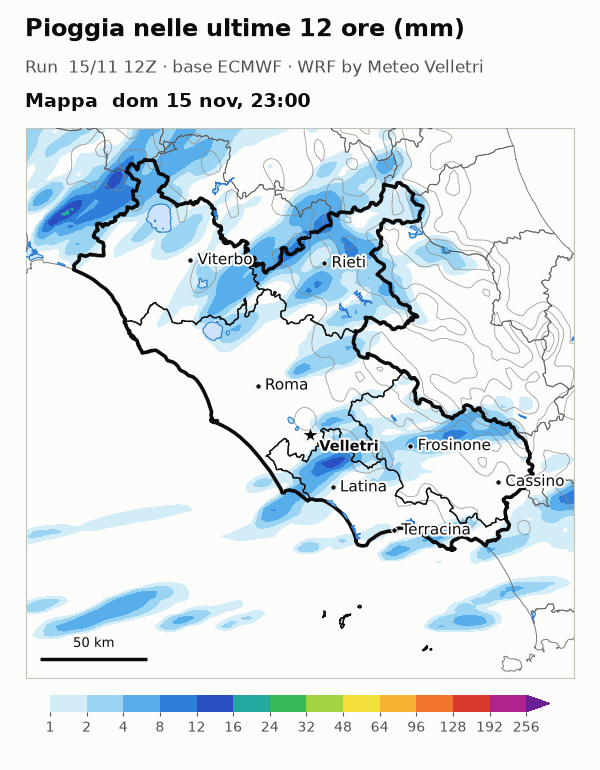 Pioggia nelle ultime 12 ore (mm)
Run  15/11 12Z · base ECMWF · WRF by Meteo Velletri
Mappa  dom 15 nov, 23:00
Viterbo
Rieti
Roma
Velletri
Frosinone
Latina
Cassino
Terracina
50 km
1 2 4 8 12 16 24 32 48 64 96 128 192 256